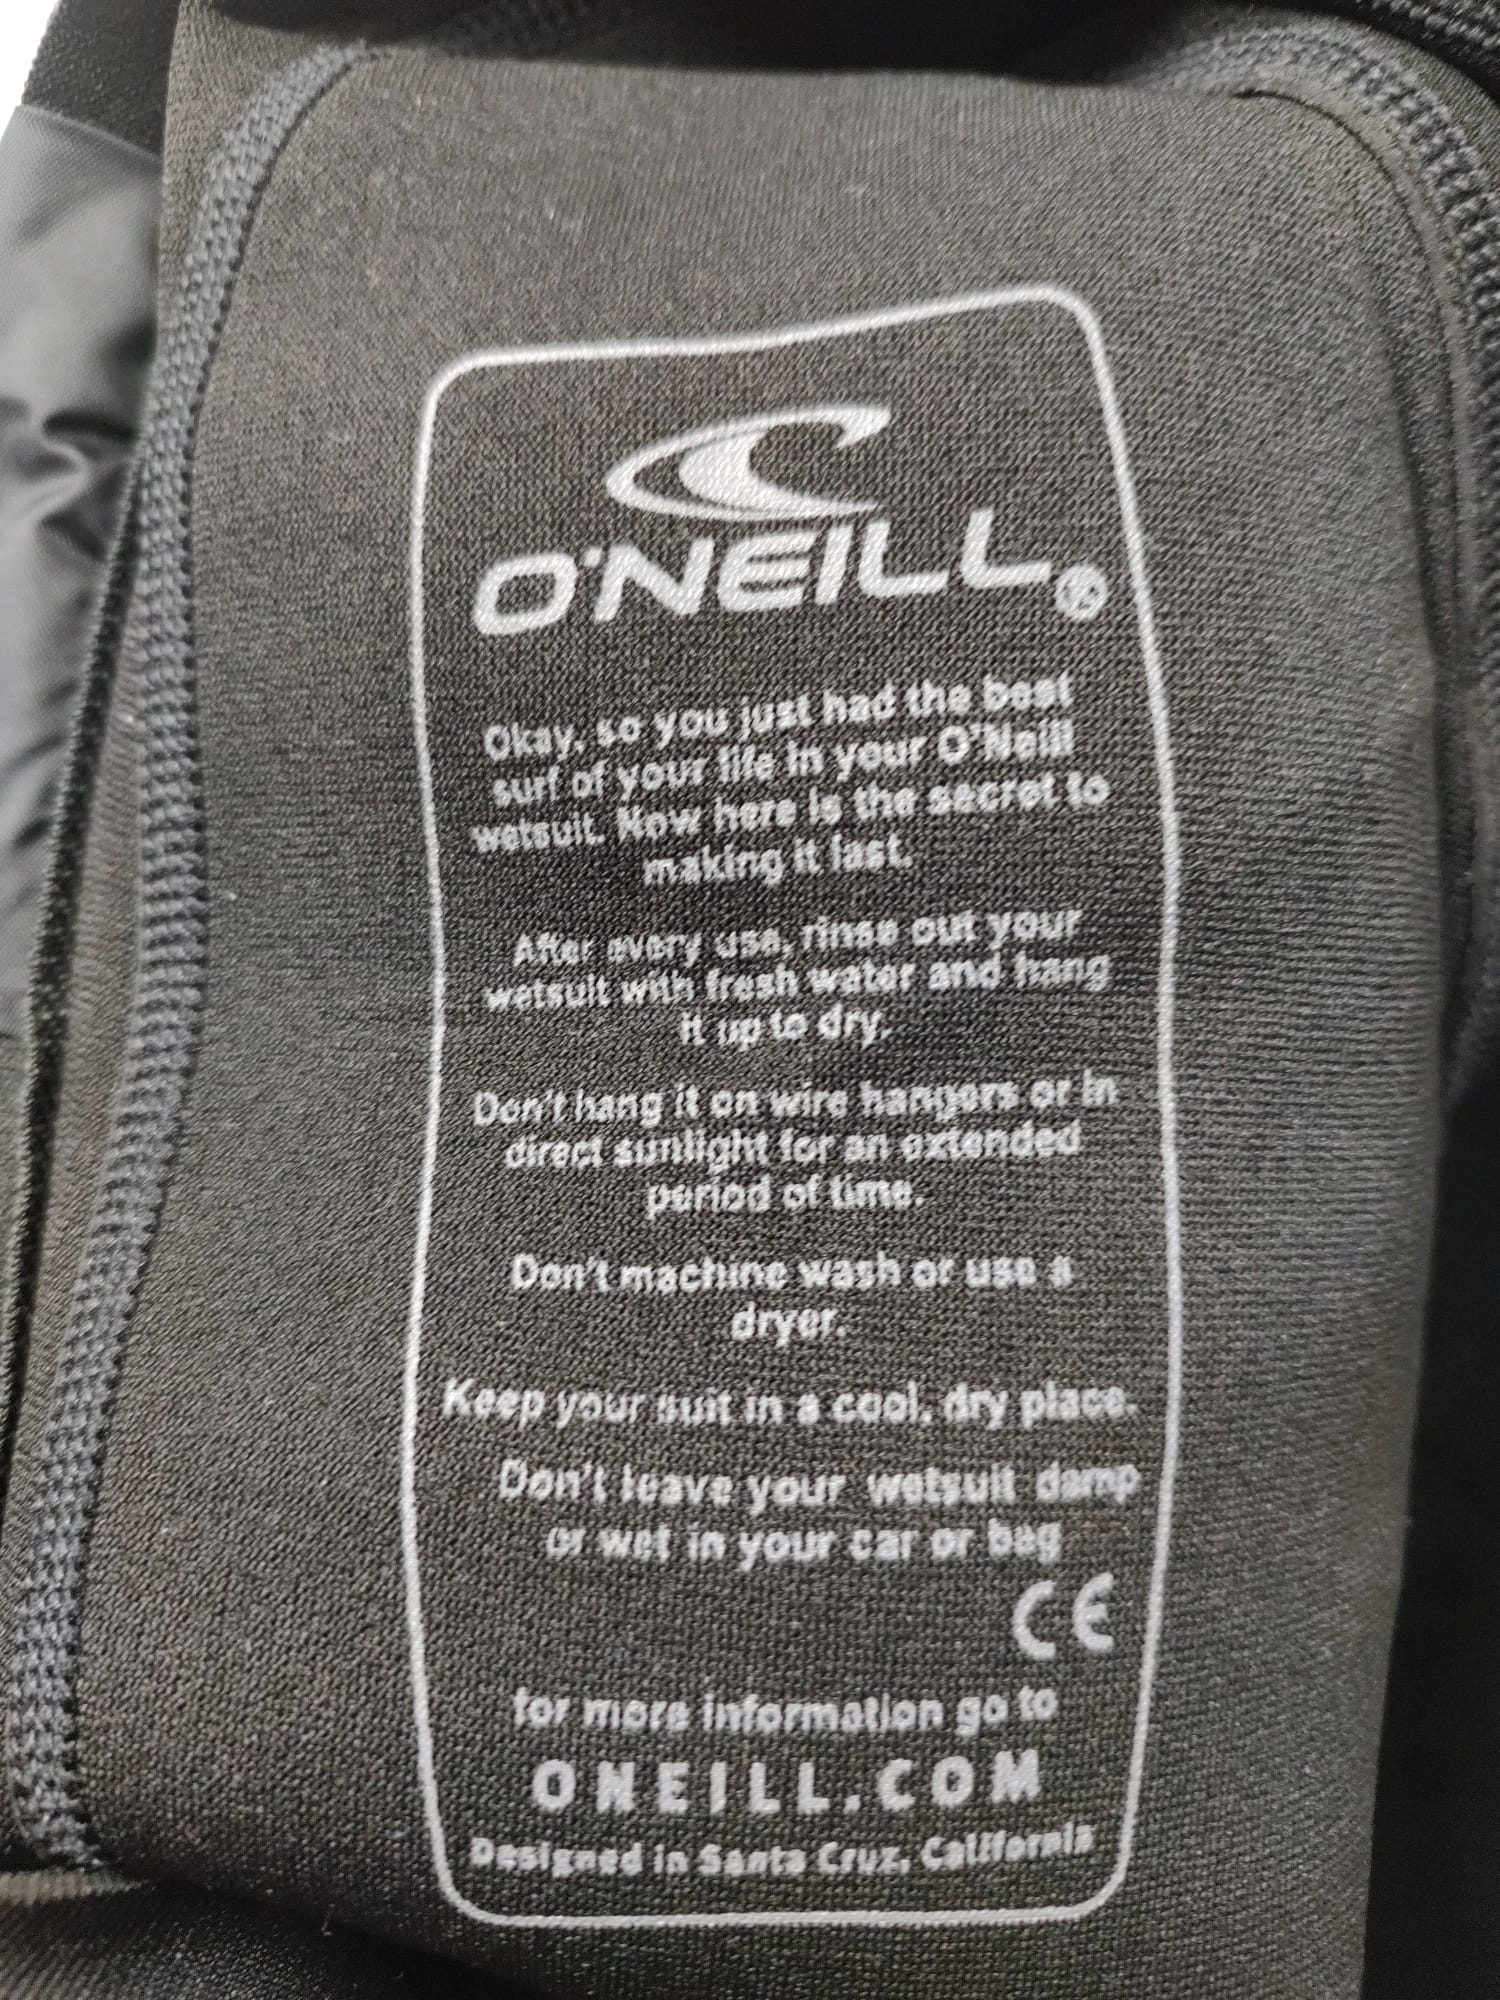 O'NEILL®
Okay, so you just had the best
surf of your life in your O'Neill
wetsuit. Now here is the secret to
making it last.
After every use, rinse out your
wetsuit with fresh water and hang
it up to dry.
Don't hang it on wire hangers or in
direct sunlight for an extended
period of time.
Don't machine wash or use a
dryer.
Keep your suit in a cool, dry place.
Don't leave your wetsuit damp
or wet in your car or bag
CE
for more information go to
ONEILL.COM
Designed in Santa Cruz, California